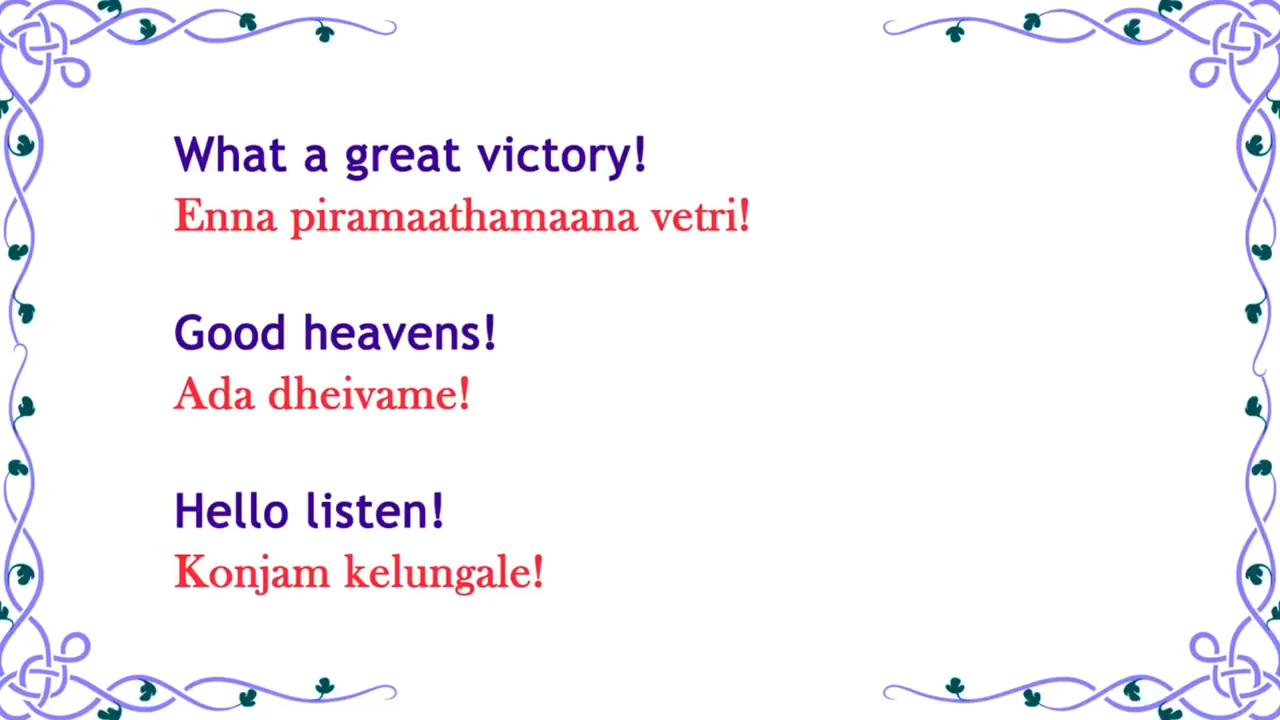 What a great victory!
Enna piramaathamaana vetri!
Good heavens!
Ada dheivame!
Hello listen!
Konjam kelungale!